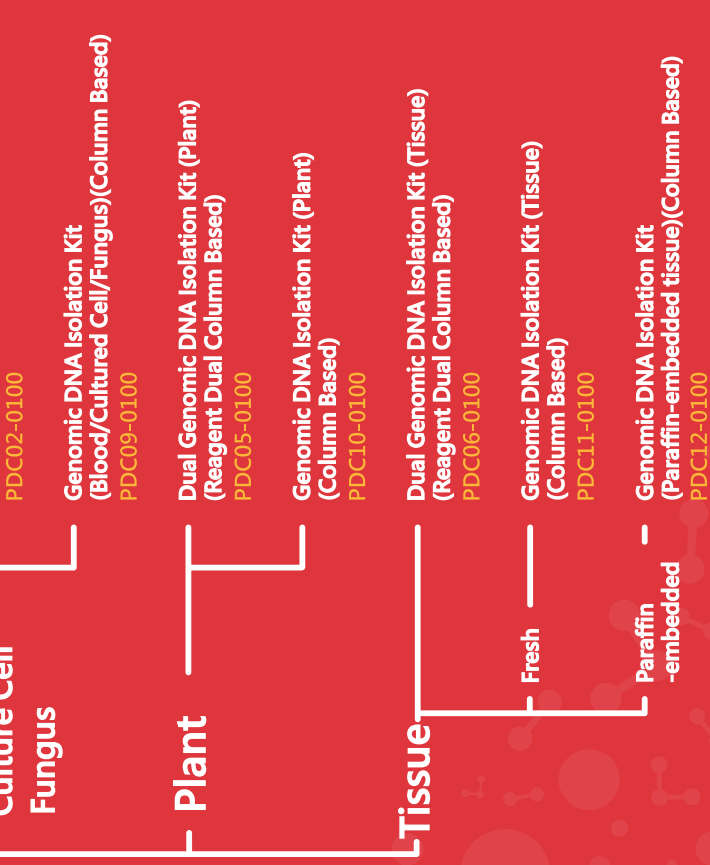 Culture Cell
Fungus
PDC02-0100
Genomic DNA Isolation Kit
(Blood/Cultured Cell/Fungus)(Column Based)
PDC09-0100
Plant
Dual Genomic DNA Isolation Kit (Plant)
(Reagent Dual Column Based)
PDC05-0100
Genomic DNA Isolation Kit (Plant)
(Column Based)
PDC10-0100
Tissue
Dual Genomic DNA Isolation Kit (Tissue)
(Reagent Dual Column Based)
PDC06-0100
Fresh
Genomic DNA Isolation Kit (Tissue)
(Column Based)
PDC11-0100
Paraffin
-embedded
Genomic DNA Isolation Kit
(Paraffin-embedded tissue)(Column Based)
PDC12-0100